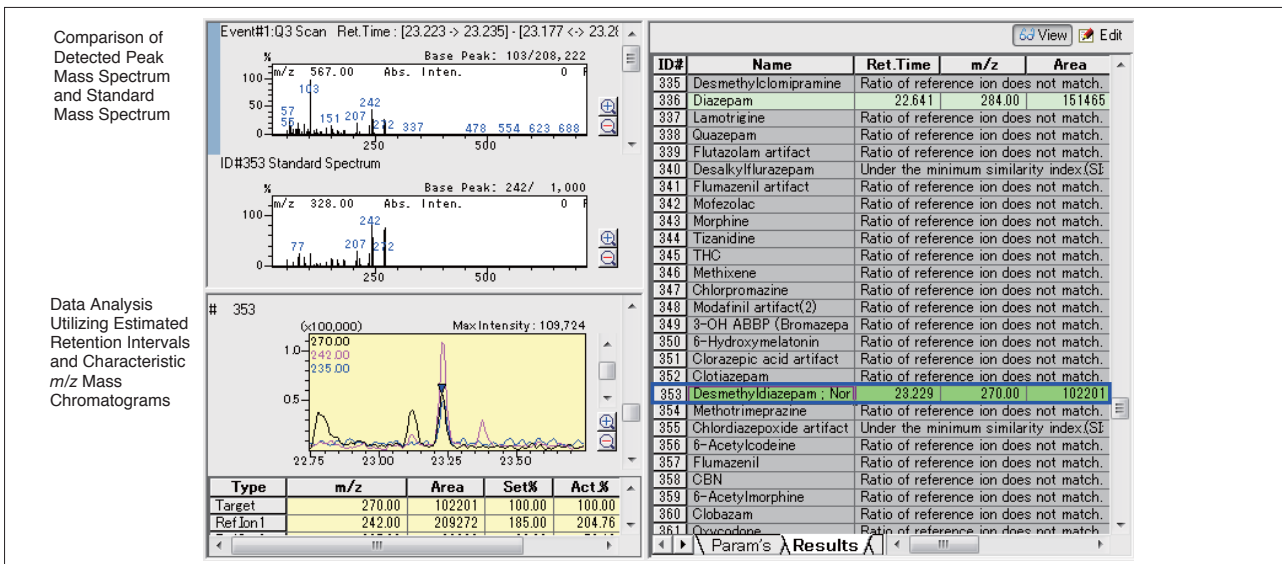 Comparison of
Detected Peak
Mass Spectrum
and Standard
Mass Spectrum
Event#1:Q3 Scan Ret.Time : [23.223 -> 23.235] - [23.177 <-> 23.28
%
Base Peak: 103/208,222
m/z 567.00 Abs. Inten. 0
100
50
0
103
57
55
151
207
242
272
337
478
554
623
688
250
500
ID#353 Standard Spectrum
%
Base Peak: 242/ 1,000
m/z 328.00 Abs. Inten. 0
100
0
77
207
242
272
250
500
Data Analysis
Utilizing Estimated
Retention Intervals
and Characteristic
m/z Mass
Chromatograms
# 353
(x100,000)
Max Intensity : 109,724
270.00
242.00
235.00
1.0
0.5
22.75 23.00 23.25 23.50
Type m/z Area Set% Act.%
Target 270.00 102201 100.00 100.00
Ref.Ion1 242.00 209272 185.00 204.76
View Edit
ID# Name Ret.Time m/z Area
335 Desmethylclomipramine Ratio of reference ion does not match.
336 Diazepam 22.641 284.00 151465
337 Lamotrigine Ratio of reference ion does not match.
338 Quazepam Ratio of reference ion does not match.
339 Flutazolam artifact Ratio of reference ion does not match.
340 Desalkylflurazepam Under the minimum similarity index.(SI:
341 Flumazenil artifact Ratio of reference ion does not match.
342 Mofezolac Ratio of reference ion does not match.
343 Morphine Ratio of reference ion does not match.
344 Tizanidine Ratio of reference ion does not match.
345 THC Ratio of reference ion does not match.
346 Methixene Ratio of reference ion does not match.
347 Chlorpromazine Ratio of reference ion does not match.
348 Modafinil artifact(2) Ratio of reference ion does not match.
349 3-OH ABBP (Bromazepa Ratio of reference ion does not match.
350 6-Hydroxymelatonin Ratio of reference ion does not match.
351 Clorazepic acid artifact Ratio of reference ion does not match.
352 Clotiazepam Ratio of reference ion does not match.
353 Desmethyldiazepam ; Nor 23.229 270.00 102201
354 Methotrimeprazine Ratio of reference ion does not match.
355 Chlordiazepoxide artifact Under the minimum similarity index.(SI:
356 6-Acetylcodeine Ratio of reference ion does not match.
357 Flumazenil Ratio of reference ion does not match.
358 CBN Ratio of reference ion does not match.
359 6-Acetylmorphine Ratio of reference ion does not match.
360 Clobazam Ratio of reference ion does not match.
361 Oxycodone Ratio of reference ion does not match.
Param's Results